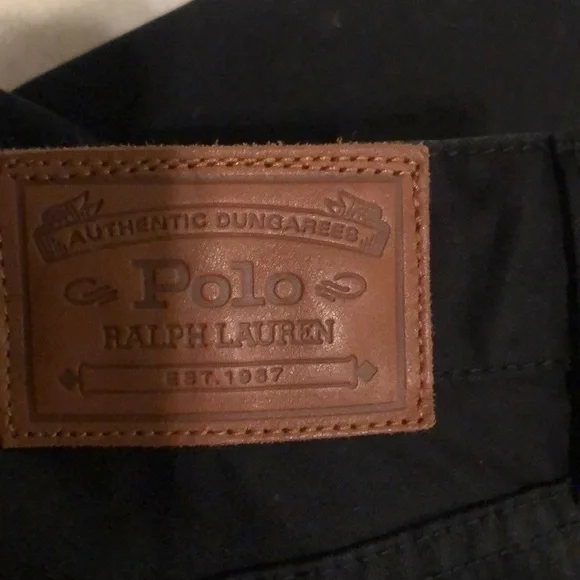 AUTHENTIC DUNGAREES
Polo
RALPH LAUREN
EST. 1967